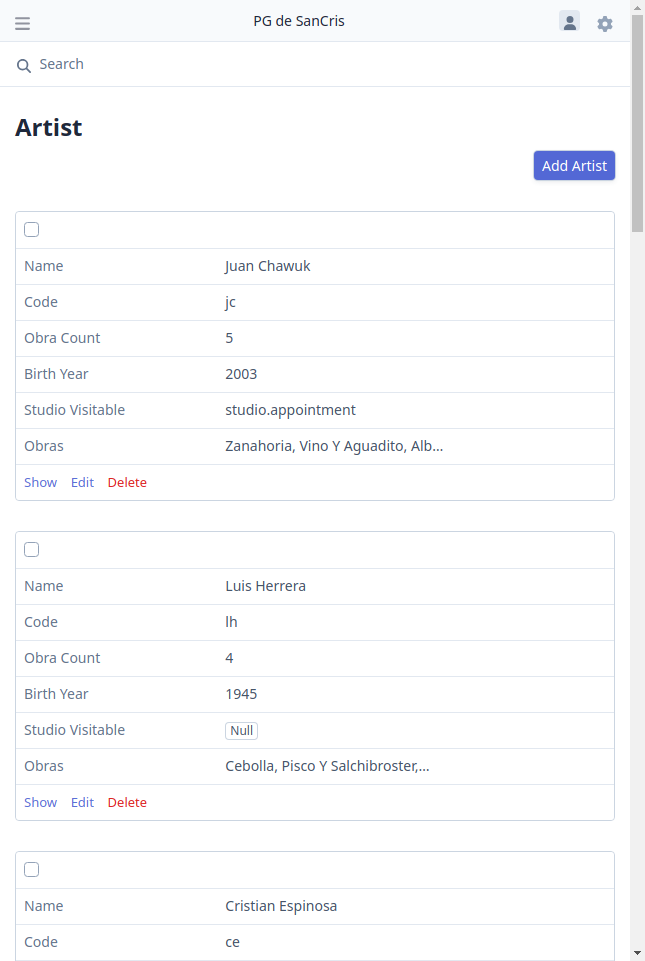 PG de SanCris
Search
Artist
Add Artist
Name Juan Chawuk
Code jc
Obra Count 5
Birth Year 2003
Studio Visitable studio.appointment
Obras Zanahoria, Vino Y Aguadito, Alb...
Show Edit Delete
Name Luis Herrera
Code lh
Obra Count 4
Birth Year 1945
Studio Visitable Null
Obras Cebolla, Pisco Y Salchibroster,...
Show Edit Delete
Name Cristian Espinosa
Code ce